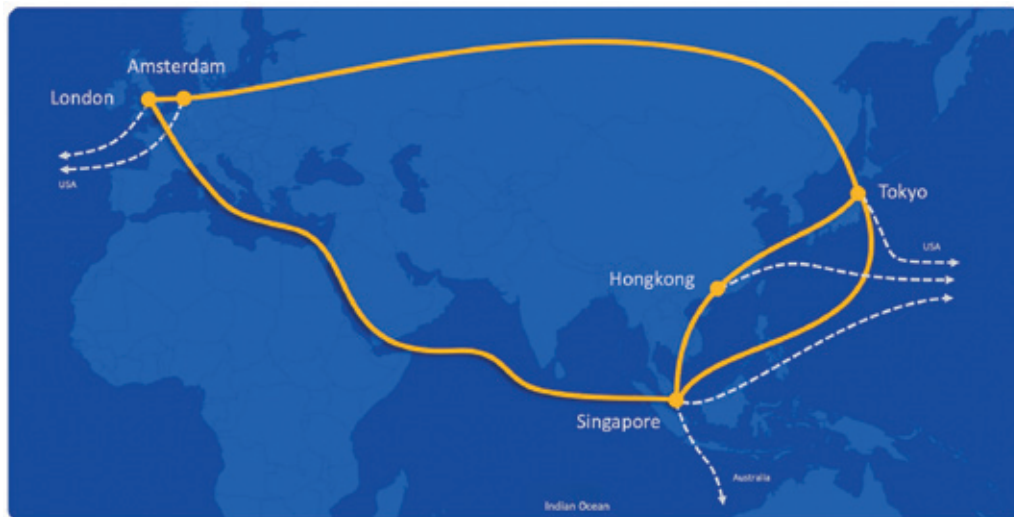 Amsterdam
London
USA
Tokyo
USA
Hongkong
Singapore
Australia
Indian Ocean